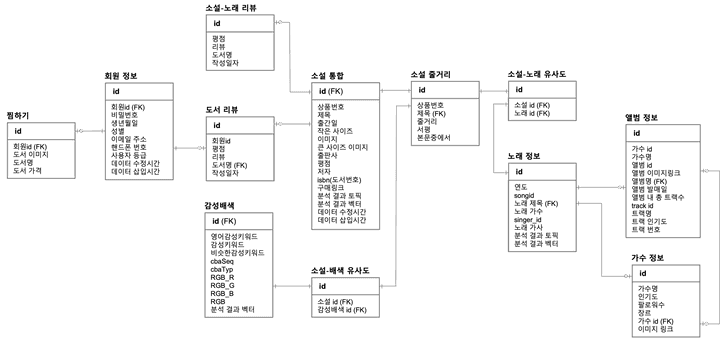 소설-노래 리뷰
id
평점
리뷰
도서명
작성일자
회원 정보
id
회원id (FK)
비밀번호
생년월일
성별
이메일 주소
핸드폰 번호
사용자 등급
데이터 수정시간
데이터 삽입시간
찜하기
id
회원id (FK)
도서 이미지
도서명
도서 가격
도서 리뷰
id
회원id
평점
리뷰
도서명 (FK)
작성일자
소설 통합
id (FK)
상품번호
제목
출간일
작은 사이즈
이미지
큰 사이즈 이미지
출판사
평점
저자
isbn(도서번호)
구매링크
분석 결과 토픽
분석 결과 벡터
데이터 수정시간
데이터 삽입시간
소설 줄거리
id
상품번호
제목 (FK)
줄거리
서평
본문중에서
소설-노래 유사도
id
소설 id (FK)
노래 id (FK)
노래 정보
id
연도
songid
노래 제목 (FK)
노래 가수
singer_id
노래 가사
분석 결과 토픽
분석 결과 벡터
앨범 정보
id
가수 id
가수명
앨범 id
앨범 이미지링크
앨범명 (FK)
앨범 발매일
앨범 내 총 트랙수
track id
트랙명
트랙 인기도
트랙 번호
가수 정보
id
가수명
인기도
팔로워수
장르
가수 id (FK)
이미지 링크
감성배색
id (FK)
영어감성키워드
감성키워드
비슷한감성키워드
cbaSeq
cbaTyp
RGB_R
RGB_G
RGB_B
RGB
분석 결과 벡터
소설-배색 유사도
id
소설 id (FK)
감성배색 id (FK)